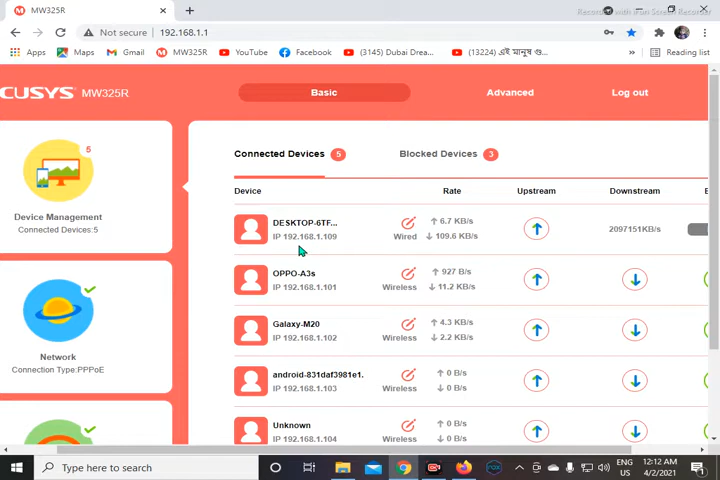 MW325R
Recorded with iFun Screen Recorder
Not secure | 192.168.1.1
Apps Maps Gmail MW325R YouTube Facebook (3145) Dubai Drea... (13224) এই মানুষ গু... » Reading list
CUSYS MW325R Basic Advanced Log out
5
Device Management
Connected Devices:5
Network
Connection Type:PPPoE
Connected Devices 5 Blocked Devices 3
Device Rate Upstream Downstream
DESKTOP-6TF...
IP 192.168.1.109
Wired
6.7 KB/s
109.6 KB/s
2097151KB/s
OPPO-A3s
IP 192.168.1.101
Wireless
927 B/s
11.2 KB/s
Galaxy-M20
IP 192.168.1.102
Wireless
4.3 KB/s
2.2 KB/s
android-831daf3981e1.
IP 192.168.1.103
Wireless
0 B/s
0 B/s
Unknown
IP 192.168.1.104
Wireless
0 B/s
0 B/s
Type here to search
ENG
US
12:12 AM
4/2/2021
1